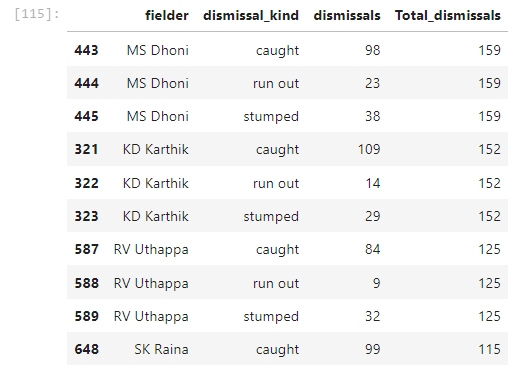 [115]:
fielder dismissal_kind dismissals Total_dismissals
443 MS Dhoni caught 98 159
444 MS Dhoni run out 23 159
445 MS Dhoni stumped 38 159
321 KD Karthik caught 109 152
322 KD Karthik run out 14 152
323 KD Karthik stumped 29 152
587 RV Uthappa caught 84 125
588 RV Uthappa run out 9 125
589 RV Uthappa stumped 32 125
648 SK Raina caught 99 115